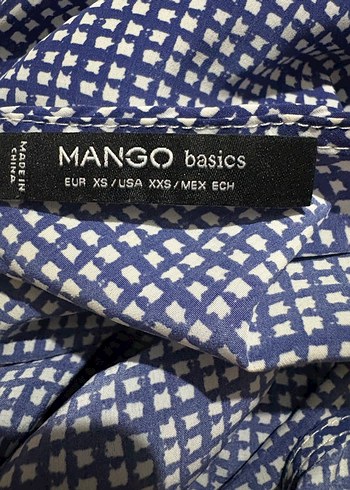 MADE IN
CHINA
MANGO basics
EUR XS / USA XXS / MEX ECH